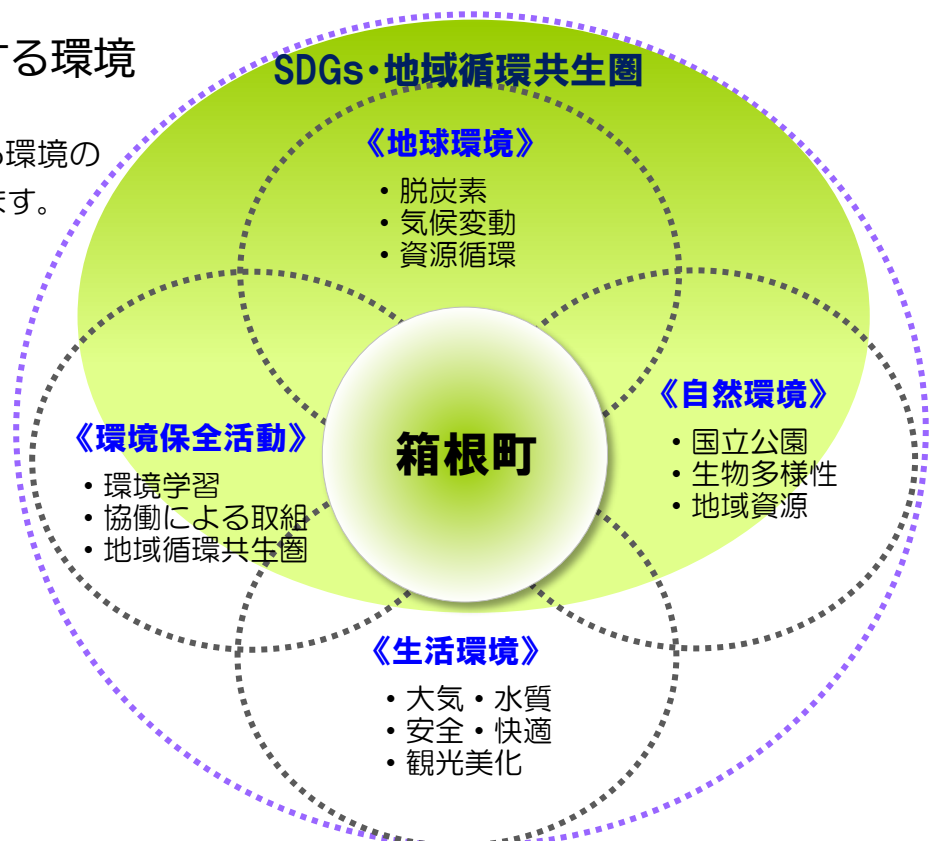 する環境
る環境の
ます。
SDGs・地域循環共生圏
《地球環境》
・脱炭素
・気候変動
・資源循環
《自然環境》
・国立公園
・生物多様性
・地域資源
《環境保全活動》
・環境学習
・協働による取組
・地域循環共生圏
箱根町
《生活環境》
・大気・水質
・安全・快適
・観光美化